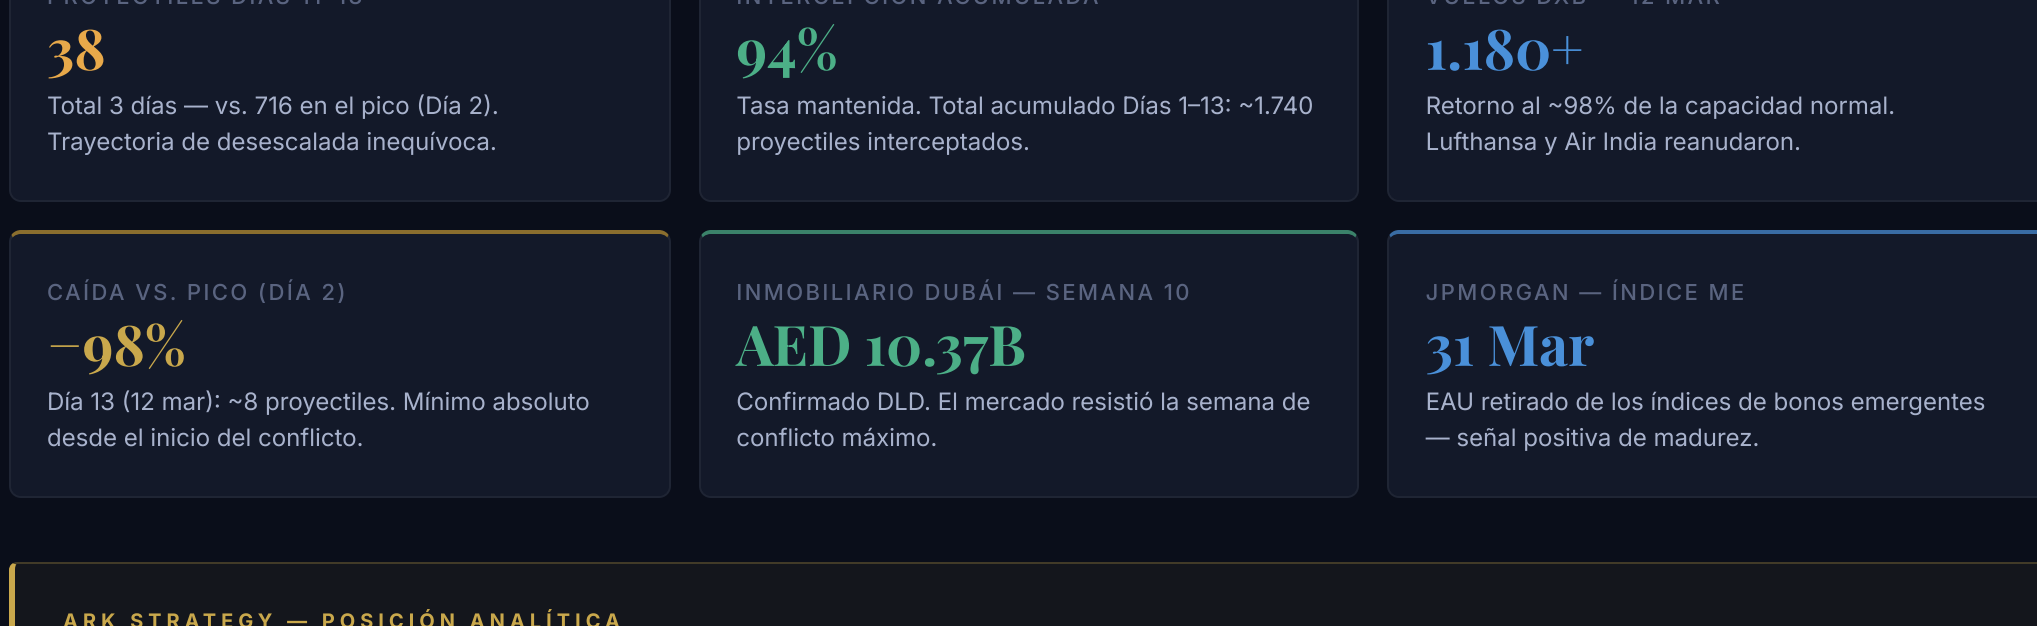 38
Total 3 días — vs. 716 en el pico (Día 2).
Trayectoria de desescalada inequívoca.
94%
Tasa mantenida. Total acumulado Días 1–13: ~1.740
proyectiles interceptados.
1.180+
Retorno al ~98% de la capacidad normal.
Lufthansa y Air India reanudaron.
CAÍDA VS. PICO (DÍA 2)
−98%
Día 13 (12 mar): ~8 proyectiles. Mínimo absoluto
desde el inicio del conflicto.
INMOBILIARIO DUBÁI — SEMANA 10
AED 10.37B
Confirmado DLD. El mercado resistió la semana de
conflicto máximo.
JPMORGAN — ÍNDICE ME
31 Mar
EAU retirado de los índices de bonos emergentes
— señal positiva de madurez.
ARK STRATEGY — POSICIÓN ANALÍTICA